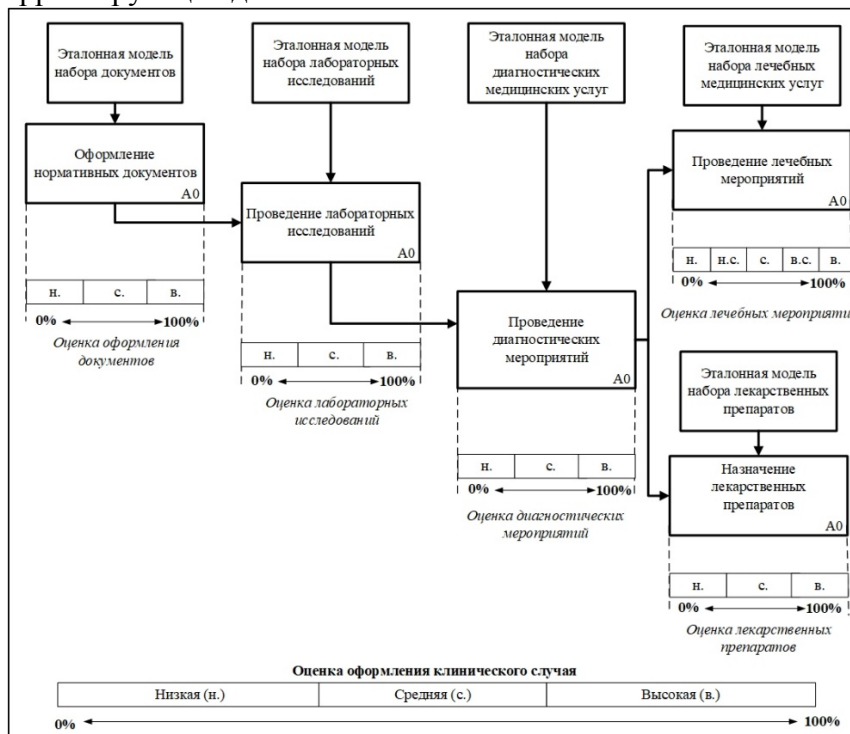 Эталонная модель
набора документов
Эталонная модель
набора лабораторных
исследований
Эталонная модель
набора
диагностических
медицинских услуг
Эталонная модель
набора лечебных
медицинских услуг
Оформление
нормативных документов
A0
Проведение лабораторных
исследований
A0
Проведение лечебных
мероприятий
A0
н. с. в.
0% 100%
Оценка оформления
документов
н. с. в.
0% 100%
Оценка лабораторных
исследований
Проведение
диагностических
мероприятий
A0
н. н.с. с. в.с. в.
0% 100%
Оценка лечебных
Эталонная модель
набора лекарственных
препаратов
н. с. в.
0% 100%
Оценка диагностических
мероприятий
Назначение
лекарственных
препаратов
A0
н. с. в.
0% 100%
Оценка лекарственных
препаратов
Оценка оформления клинического случая
Низкая (н.) Средняя (с.) Высокая (в.)
0% 100%